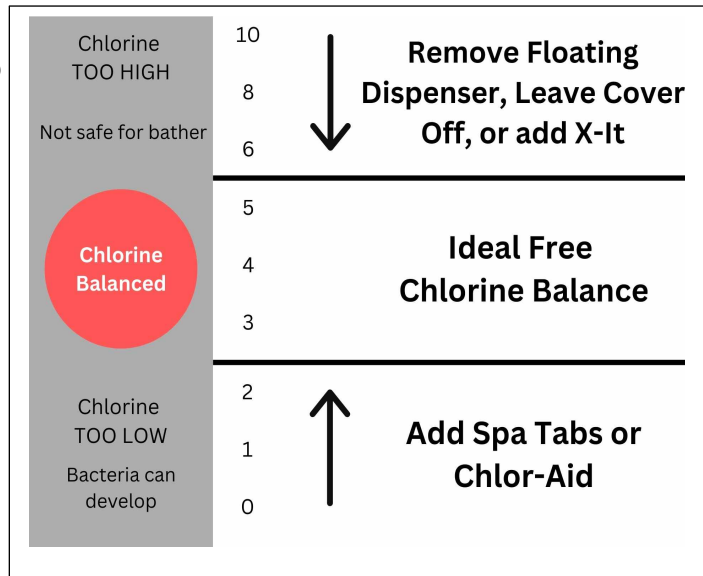 Chlorine
TOO HIGH
Not safe for bather
10
8
6
Remove Floating
Dispenser, Leave Cover
Off, or add X-It
Chlorine
Balanced
5
4
3
Ideal Free
Chlorine Balance
Chlorine
TOO LOW
Bacteria can
develop
2
1
0
Add Spa Tabs or
Chlor-Aid